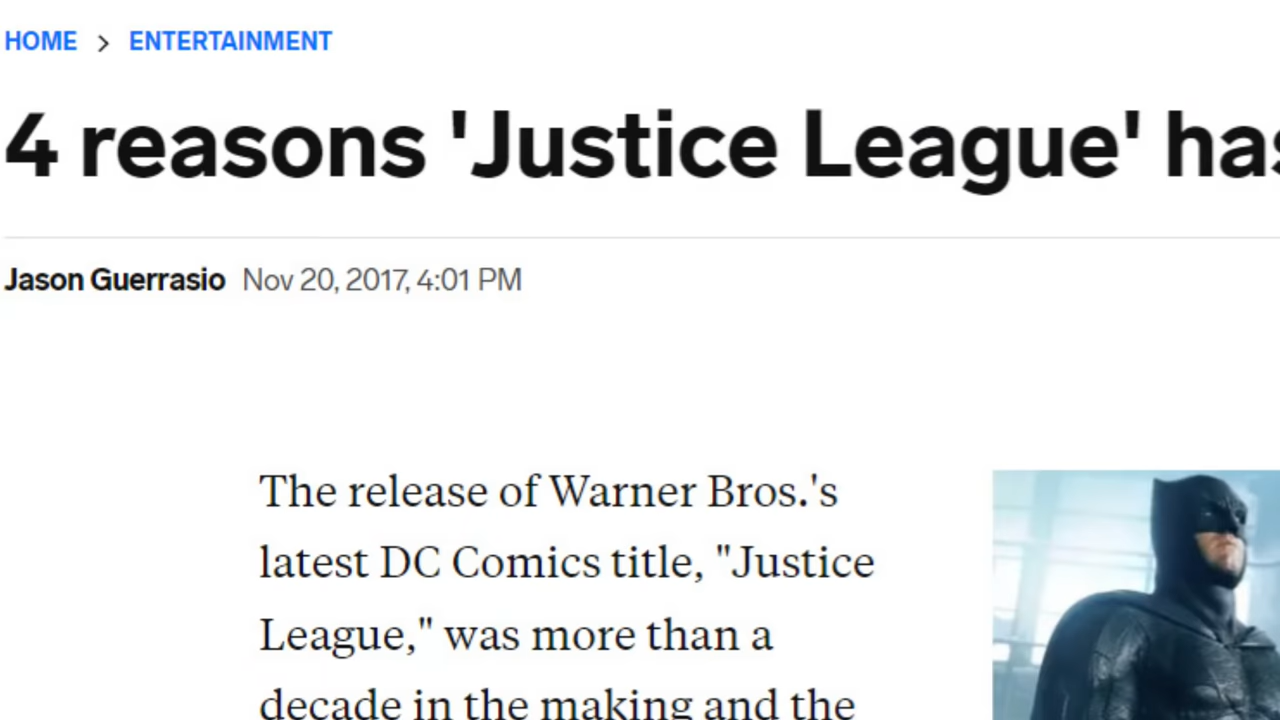 HOME > ENTERTAINMENT
4 reasons 'Justice League' has
Jason Guerrasio Nov 20, 2017, 4:01 PM
The release of Warner Bros.'s
latest DC Comics title, "Justice
League," was more than a
decade in the making and the